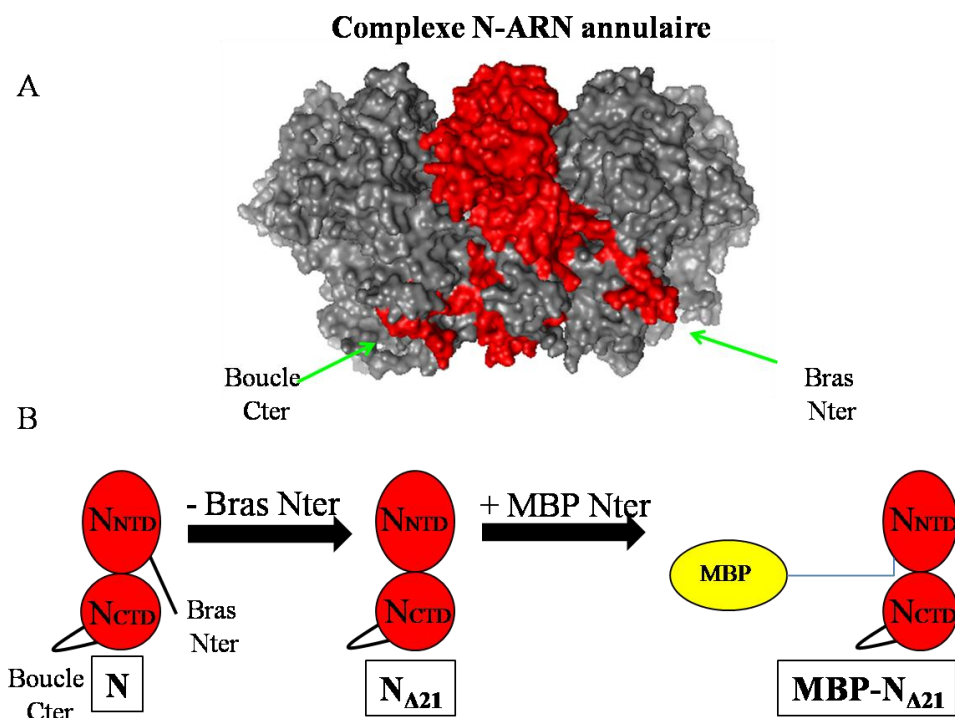 Complexe N-ARN annulaire
A
Boucle
Cter
Bras
Nter
B
- Bras Nter
+ MBP Nter
NNTD
NCTD
Bras
Nter
Boucle
Cter
N
NNTD
NCTD
NΔ21
MBP
NNTD
NCTD
MBP-NΔ21